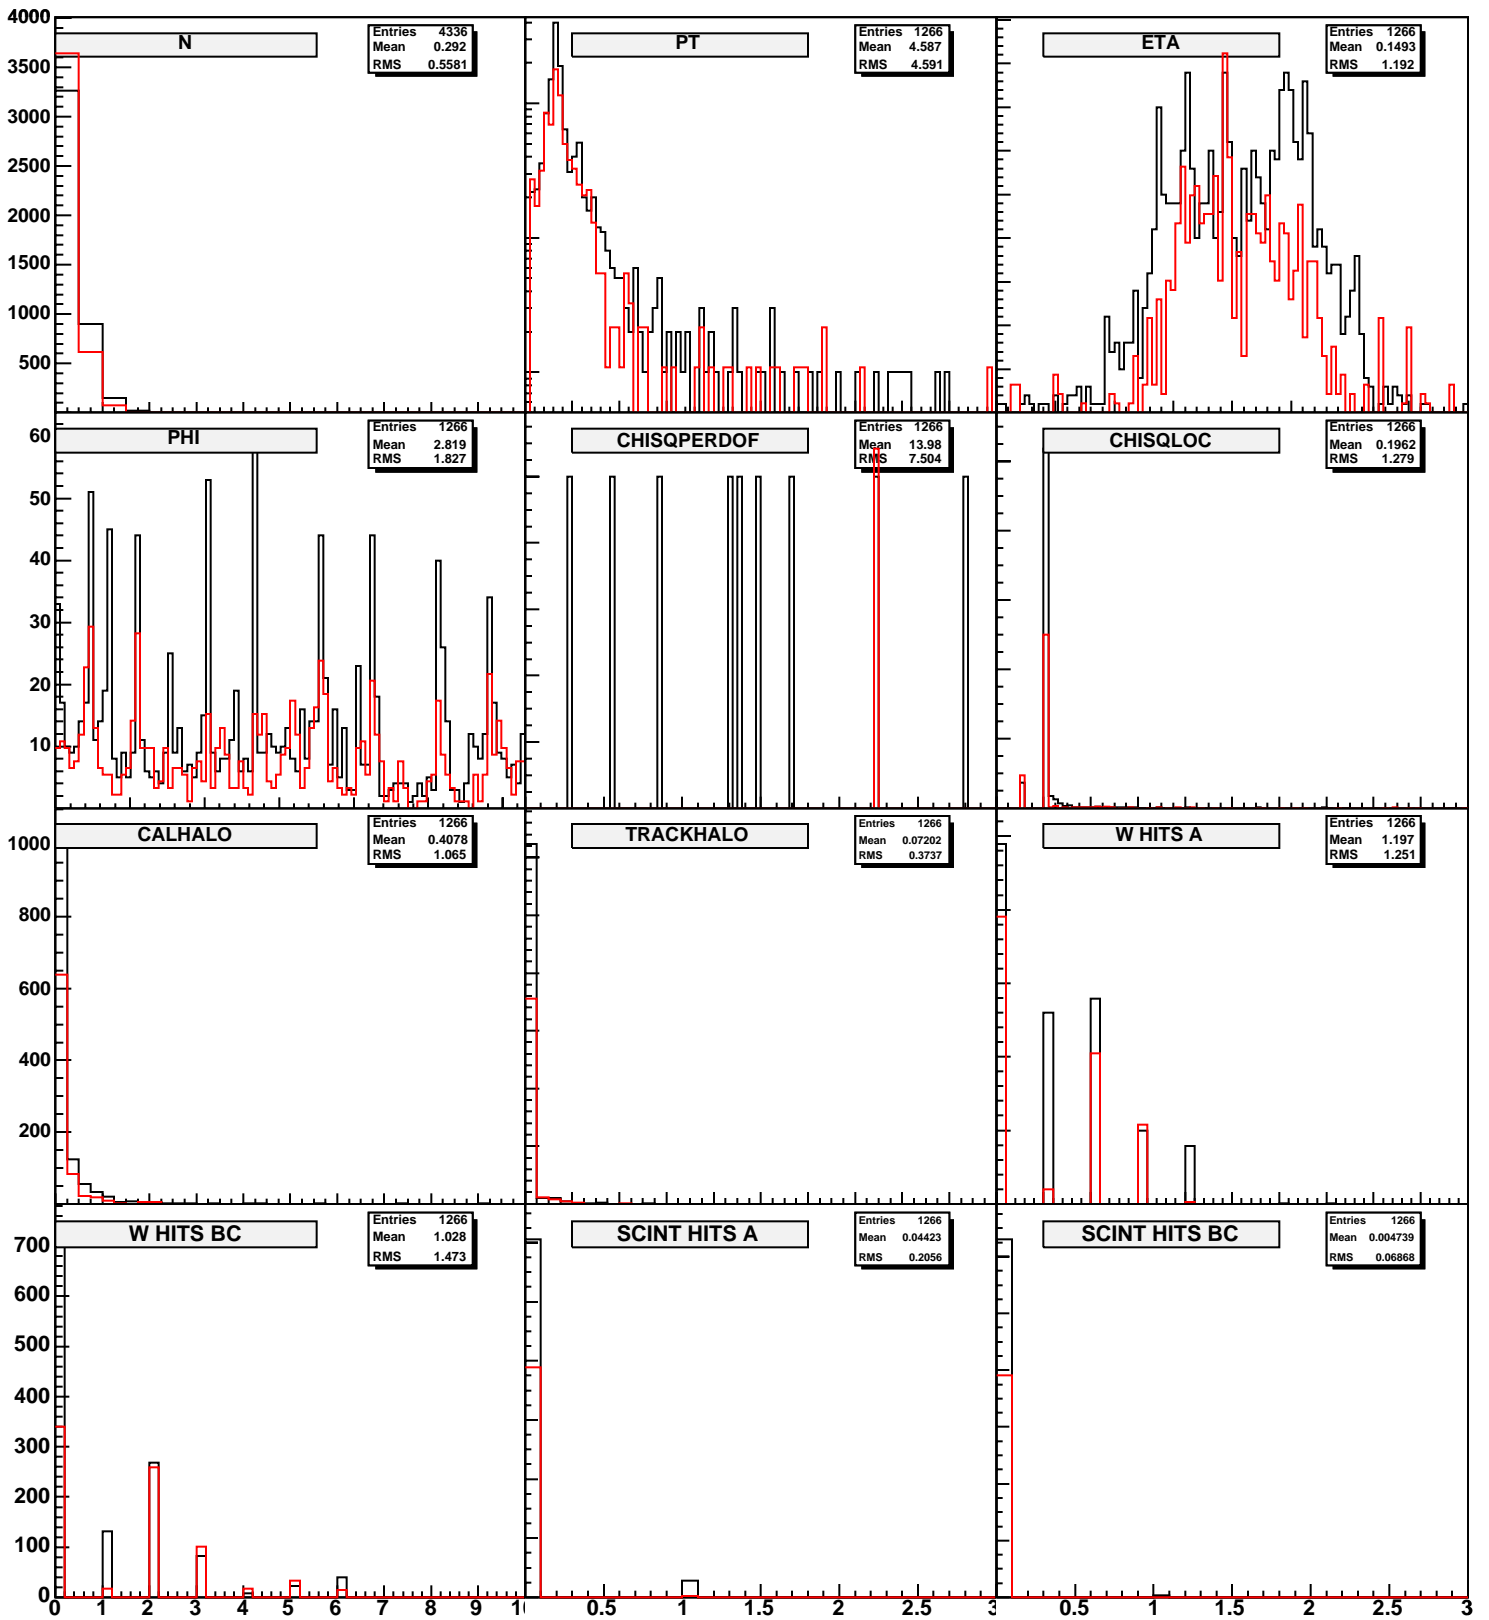 4000
3500
3000
2500
2000
1500
1000
500
N
Entries 4336
Mean 0.292
RMS 0.5581
PT
Entries 1266
Mean 4.587
RMS 4.591
ETA
Entries 1266
Mean 0.1493
RMS 1.192
60
50
40
30
20
10
PHI
Entries 1266
Mean 2.819
RMS 1.827
CHISQPERDOF
Entries 1266
Mean 13.98
RMS 7.504
CHISQLOC
Entries 1266
Mean 0.1962
RMS 1.279
1000
800
600
400
200
CALHALO
Entries 1266
Mean 0.4078
RMS 1.065
TRACKHALO
Entries 1266
Mean 0.07202
RMS 0.3737
W HITS A
Entries 1266
Mean 1.197
RMS 1.251
700
600
500
400
300
200
100
0
W HITS BC
Entries 1266
Mean 1.028
RMS 1.473
SCINT HITS A
Entries 1266
Mean 0.04423
RMS 0.2056
SCINT HITS BC
Entries 1266
Mean 0.004739
RMS 0.06868
0 1 2 3 4 5 6 7 8 9
0.5 1 1.5 2 2.5
0.5 1 1.5 2 2.5 3